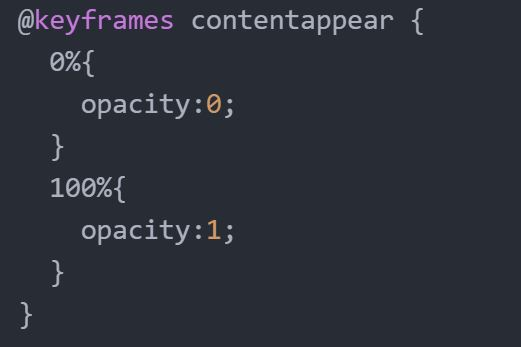 @keyframes contentappear {
  0%{
    opacity:0;
  }
  100%{
    opacity:1;
  }
}